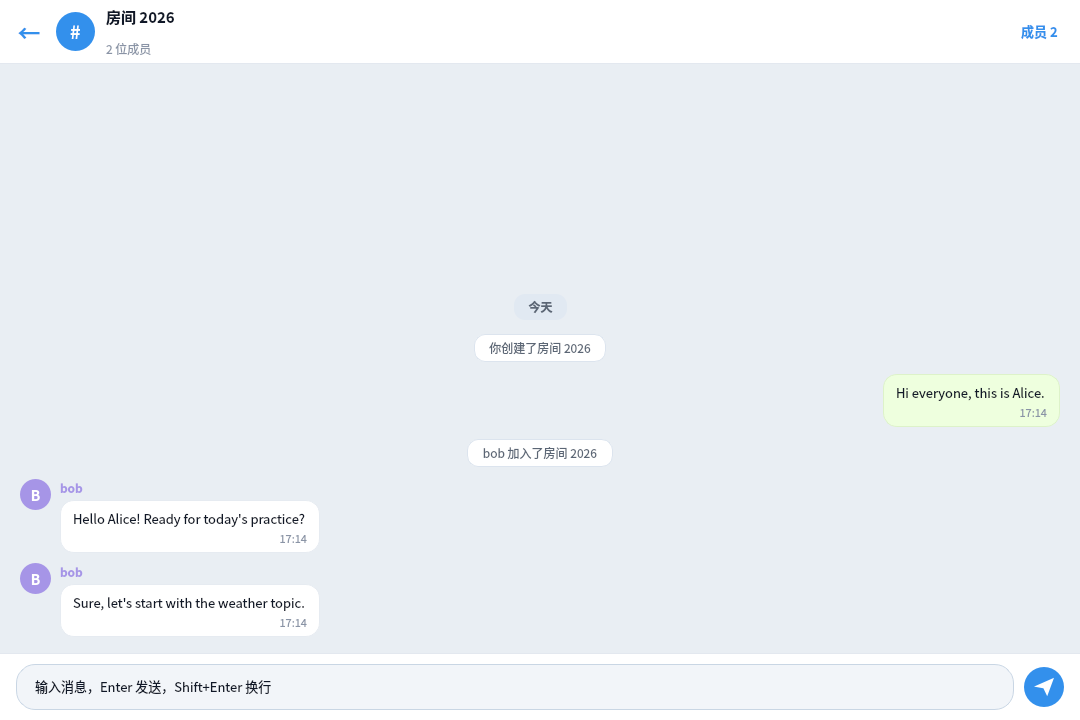 ←
#
房间 2026
2 位成员
成员 2
今天
你创建了房间 2026
Hi everyone, this is Alice.
17:14
bob 加入了房间 2026
B
bob
Hello Alice! Ready for today's practice?
17:14
B
bob
Sure, let's start with the weather topic.
17:14
输入消息，Enter 发送，Shift+Enter 换行